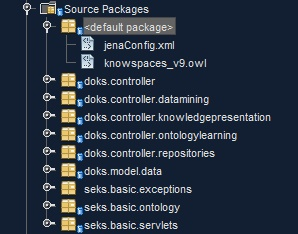 Source Packages
<default package>
jenaConfig.xml
knowspaces_v9.owl
doks.controller
doks.controller.datamining
doks.controller.knowledgepresentation
doks.controller.ontologylearning
doks.controller.repositories
doks.model.data
seks.basic.exceptions
seks.basic.ontology
seks.basic.servlets